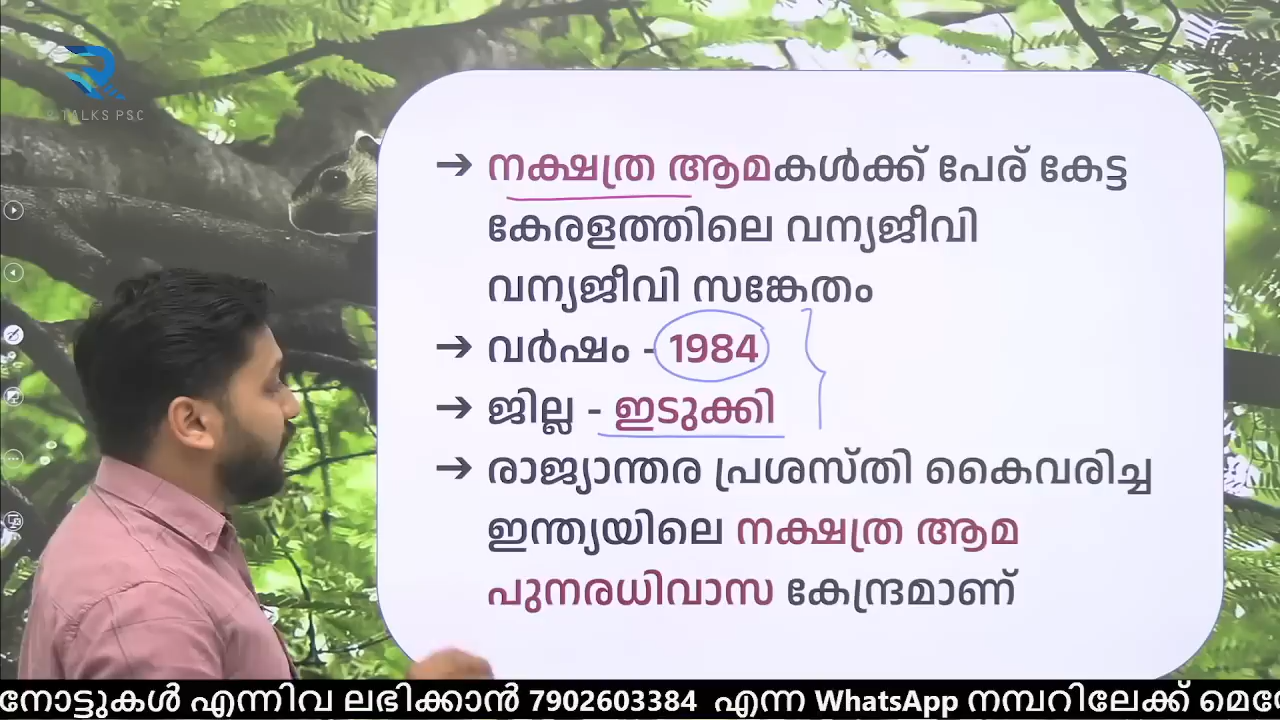 R TALKS PSC
➔ നക്ഷത്ര ആമകൾക്ക് പേര് കേട്ട
കേരളത്തിലെ വന്യജീവി
വന്യജീവി സങ്കേതം
➔ വർഷം - 1984
➔ ജില്ല - ഇടുക്കി
➔ രാജ്യാന്തര പ്രശസ്തി കൈവരിച്ച
ഇന്ത്യയിലെ നക്ഷത്ര ആമ
പുനരധിവാസ കേന്ദ്രമാണ്
നോട്ടുകൾ എന്നിവ ലഭിക്കാൻ 7902603384 എന്ന WhatsApp നമ്പറിലേക്ക്